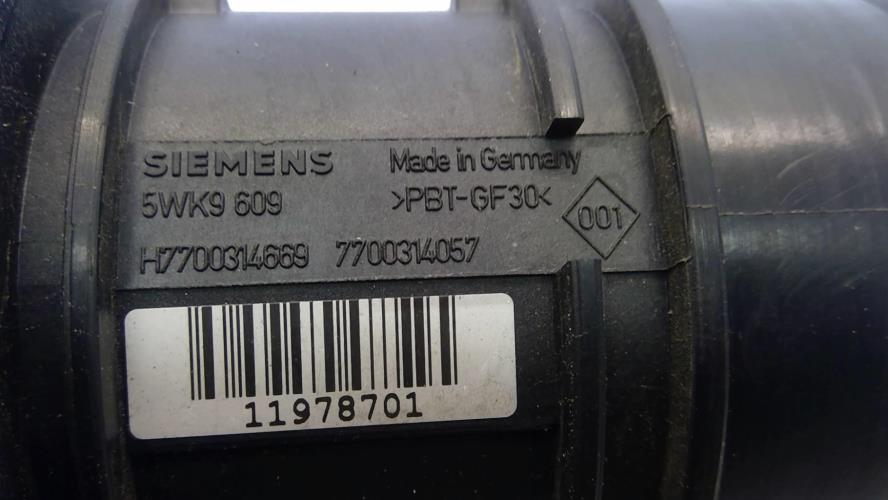 SIEMENS Made in Germany
5WK9 609 >PBT-GF30< 001
H7700314669 7700314057
11978701